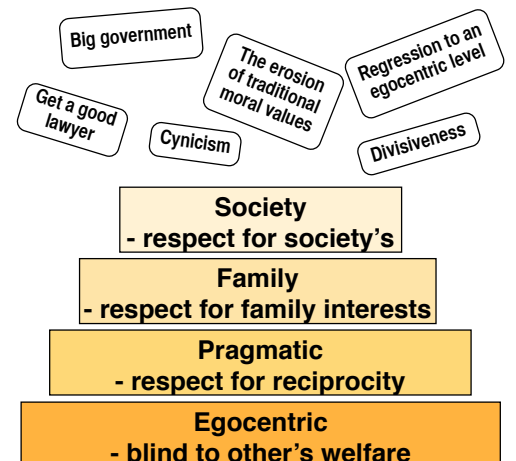 Big government
The erosion
of traditional
moral values
Regression to an
egocentric level
Get a good
lawyer
Cynicism
Divisiveness
Society
- respect for society's
Family
- respect for family interests
Pragmatic
- respect for reciprocity
Egocentric
- blind to other's welfare